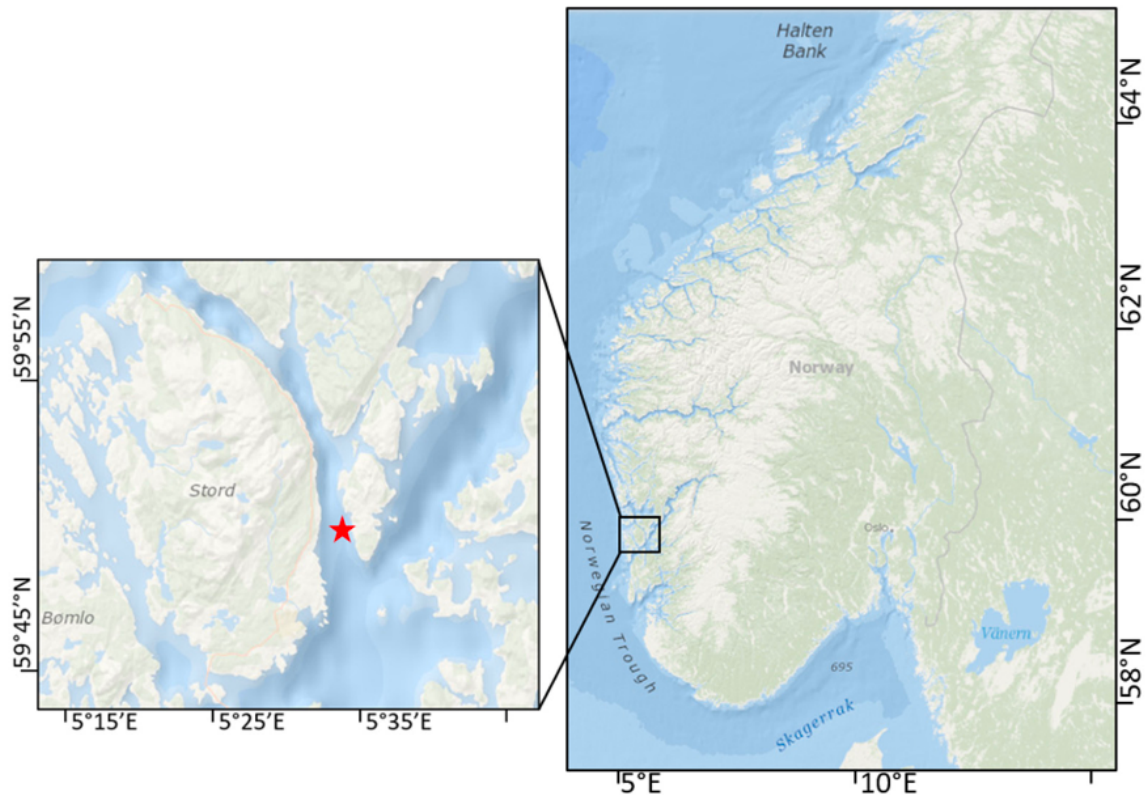 Halten
Bank
64°N
62°N
Norway
60°N
Oslo
Norwegian Trough
Vänern
695
58°N
Skagerrak
5°E
10°E
59°55'N
Stord
59°45'N
Bømlo
5°15'E
5°25'E
5°35'E